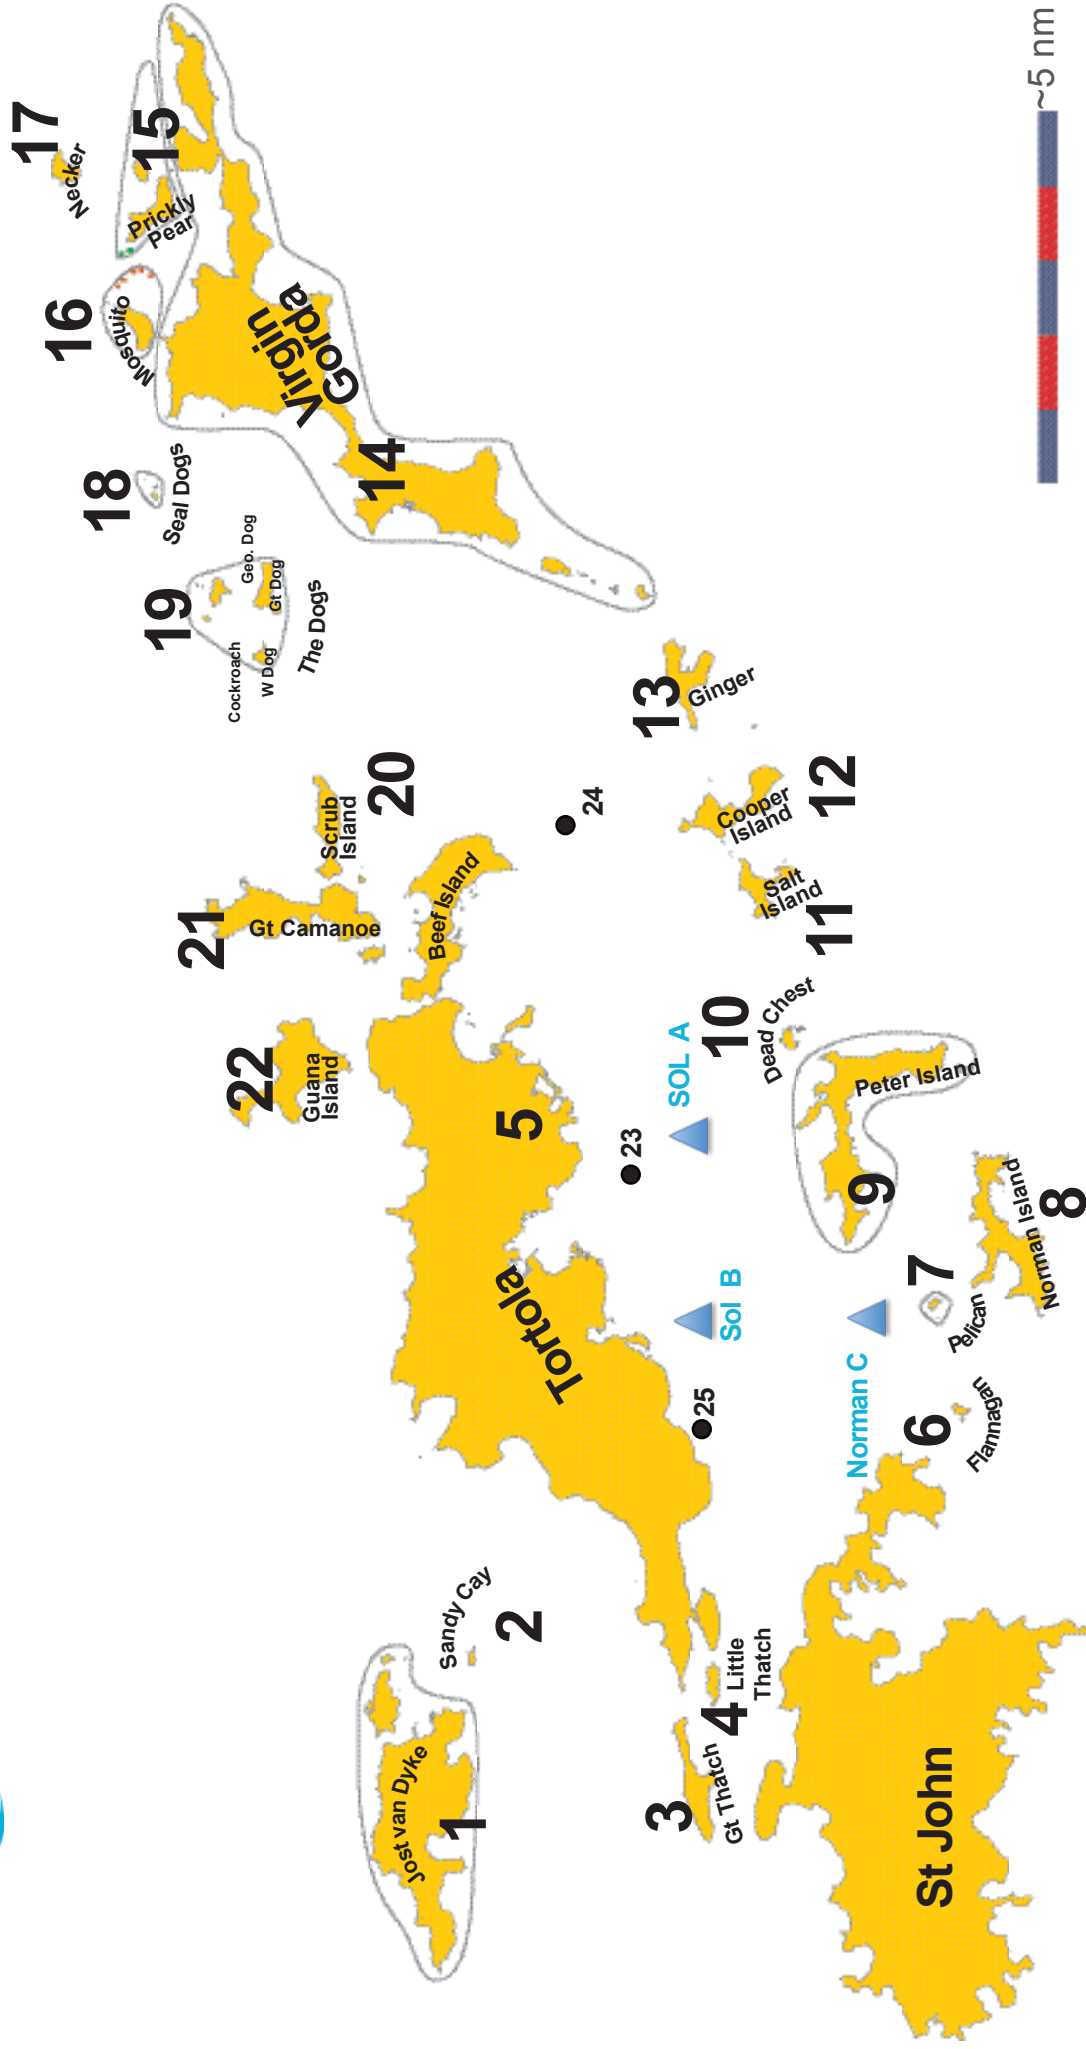 17
Necker
15
Prickly
Pear
16
Mosquito
Virgin
Gorda
14
18
Seal Dogs
19
Geo. Dog
Gt Dog
Cockroach
W Dog
The Dogs
13
Ginger
20
Scrub
Island
24
12
Cooper
Island
21
Gt Camanoe
Beef Island
Salt
Island
11
22
Guana
Island
10
Dead Chest
SOL A
5
23
9
Peter Island
Tortola
Sol B
25
8
Norman Island
7
Pelican
Norman C
6
Flannagan
2
Sandy Cay
1
Jost van Dyke
3
Gt Thatch
4
Little
Thatch
St John
~5 nm